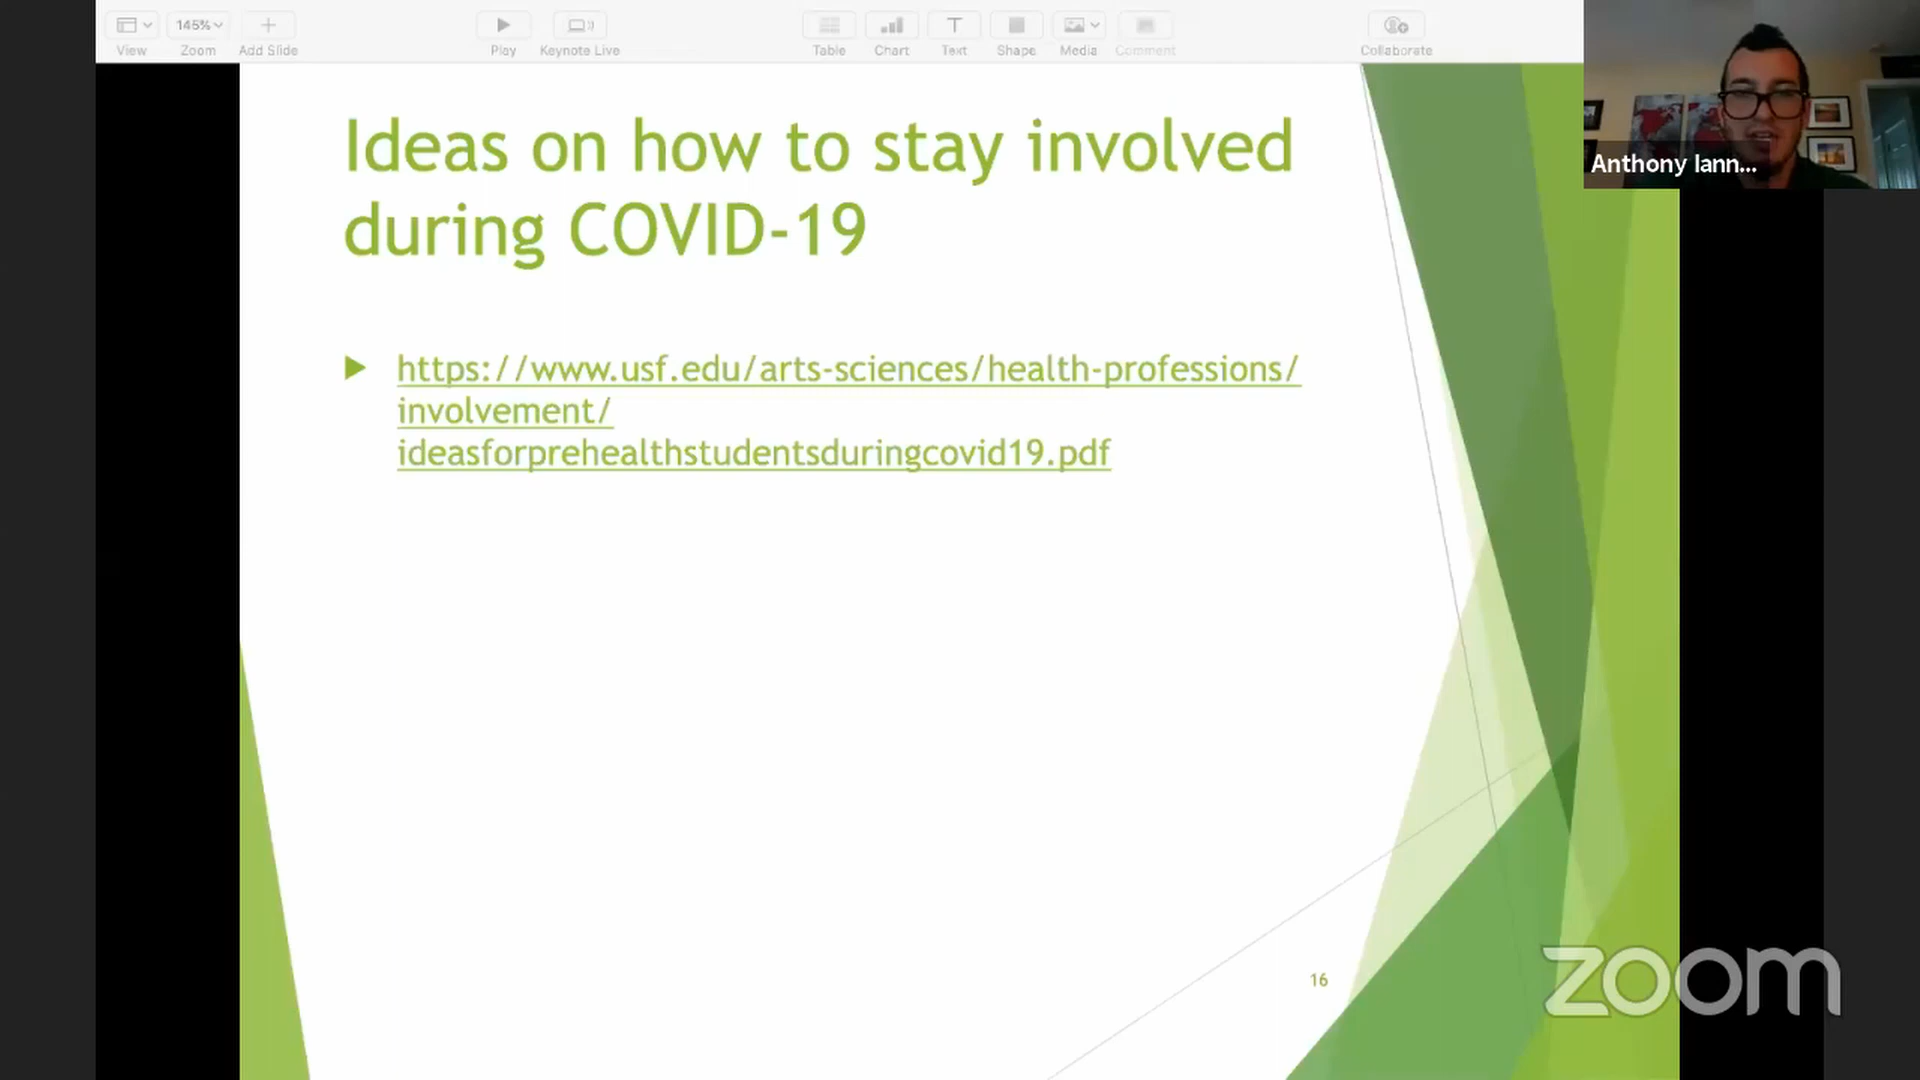 145%
View
Zoom
Add Slide
Play
Keynote Live
T
Table
Chart
Text
Shape
Media
Comment
Collaborate
Anthony Iann...
Ideas on how to stay involved
during COVID-19
https://www.usf.edu/arts-sciences/health-professions/
involvement/
ideasforprehealthstudentsduringcovid19.pdf
16
zoom